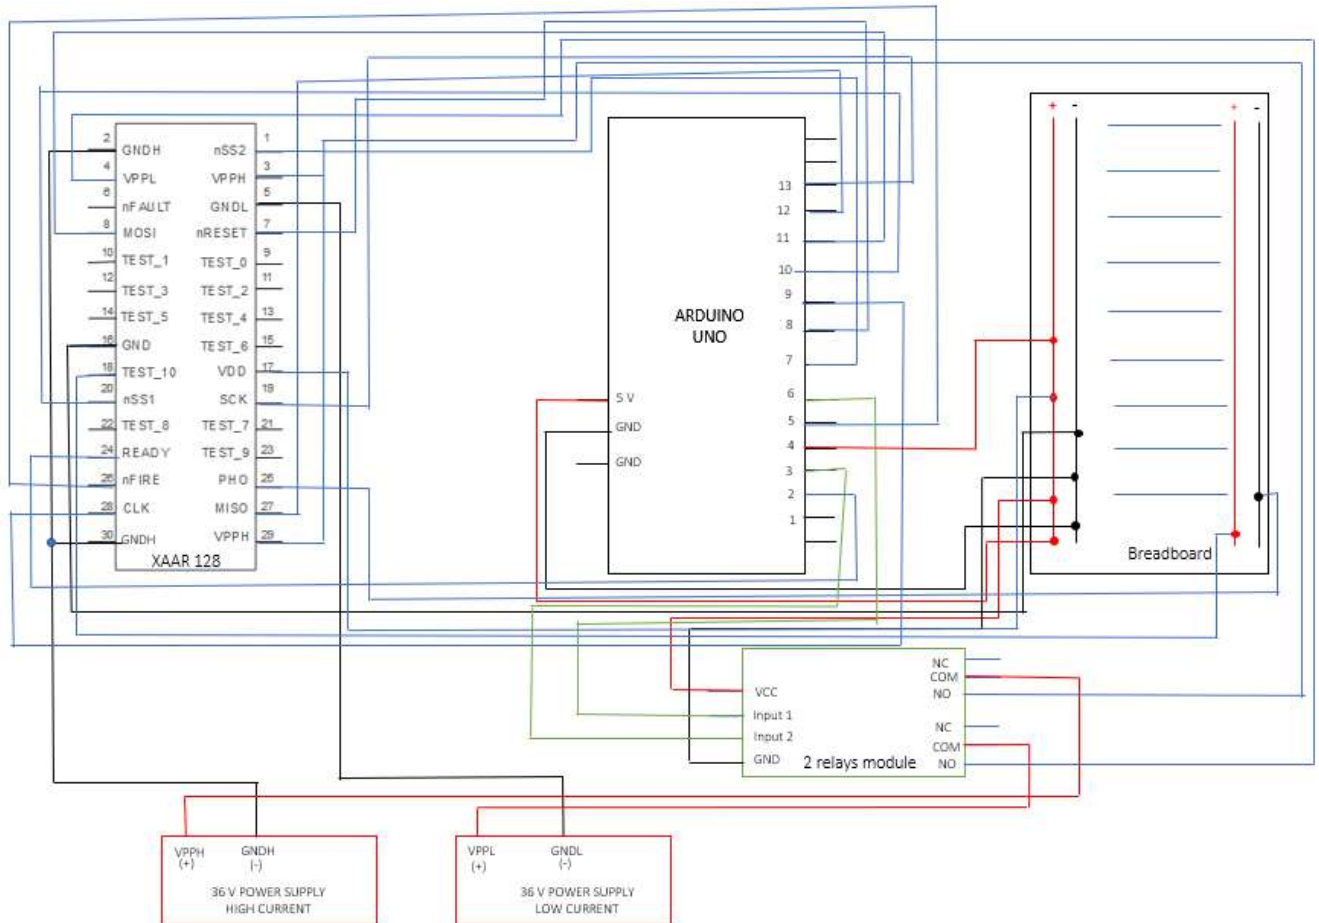 2
GNDH
nSS2
1
4
VPPL
VPPH
3
6
nFAULT
GNDL
5
8
MOSI
nRESET
7
10
TEST_1
TEST_0
9
12
TEST_3
TEST_2
11
14
TEST_5
TEST_4
13
16
GND
TEST_6
15
18
TEST_10
VDD
17
20
nSS1
SCK
19
22
TEST_8
TEST_7
21
24
READY
TEST_9
23
26
nFIRE
PHO
25
28
CLK
MISO
27
30
GNDH
VPPH
29
XAAR 128
ARDUINO
UNO
5 V
GND
GND
13
12
11
10
9
8
7
6
5
4
3
2
1
+
-
+
-
Breadboard
VCC
Input 1
Input 2
GND
2 relays module
NC
COM
NO
NC
COM
NO
VPPH
(+)
GNDH
(-)
36 V POWER SUPPLY
HIGH CURRENT
VPPL
(+)
GNDL
(-)
36 V POWER SUPPLY
LOW CURRENT